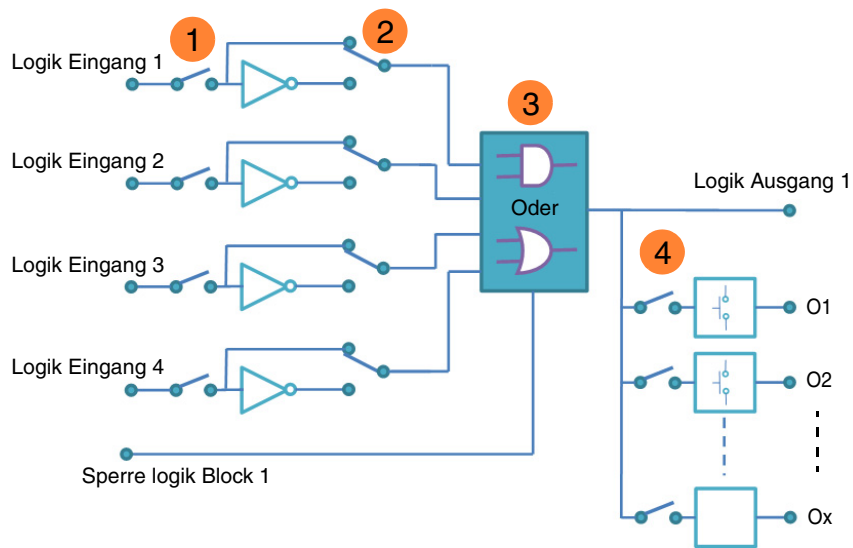 1
2
Logik Eingang 1
3
Logik Eingang 2
Logik Ausgang 1
Oder
Logik Eingang 3
4
O1
Logik Eingang 4
O2
Sperre logik Block 1
Ox